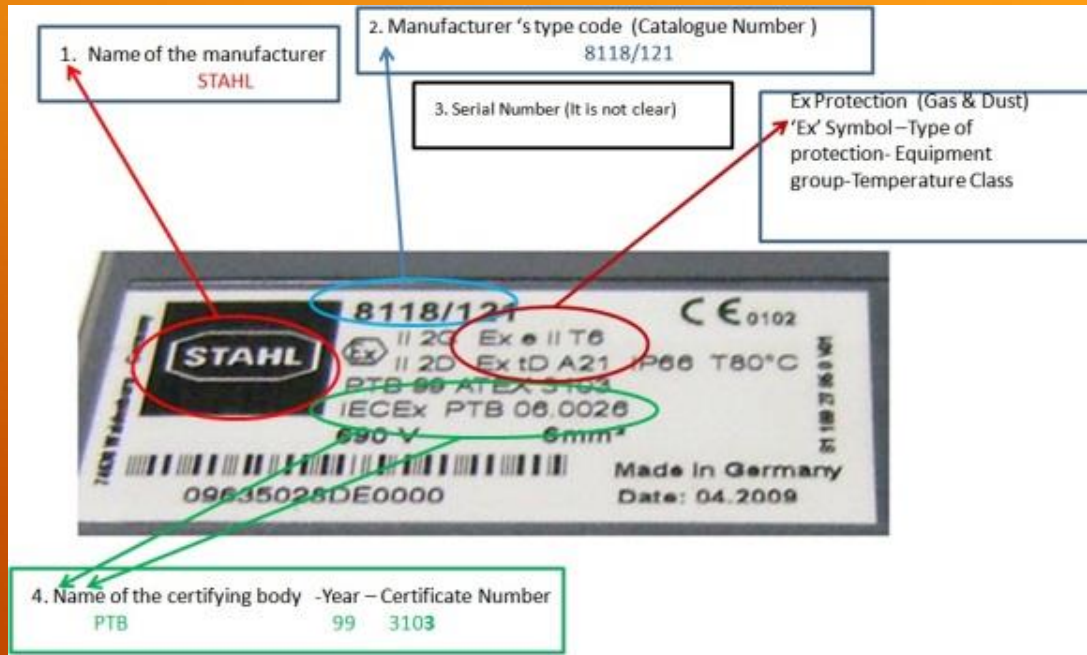 1. Name of the manufacturer
STAHL
2. Manufacturer 's type code (Catalogue Number )
8118/121
3. Serial Number (It is not clear)
Ex Protection (Gas & Dust)
'Ex' Symbol –Type of
protection- Equipment
group-Temperature Class
STAHL
8118/121
CE 0102
Ex II 2G Ex e II T6
II 2D Ex tD A21 IP66 T80°C
PTB 99 ATEX 3103
IECEx PTB 06.0026
690 V 6mm²
Made in Germany
09635028DE0000
Date: 04.2009
4. Name of the certifying body -Year – Certificate Number
PTB 99 3103